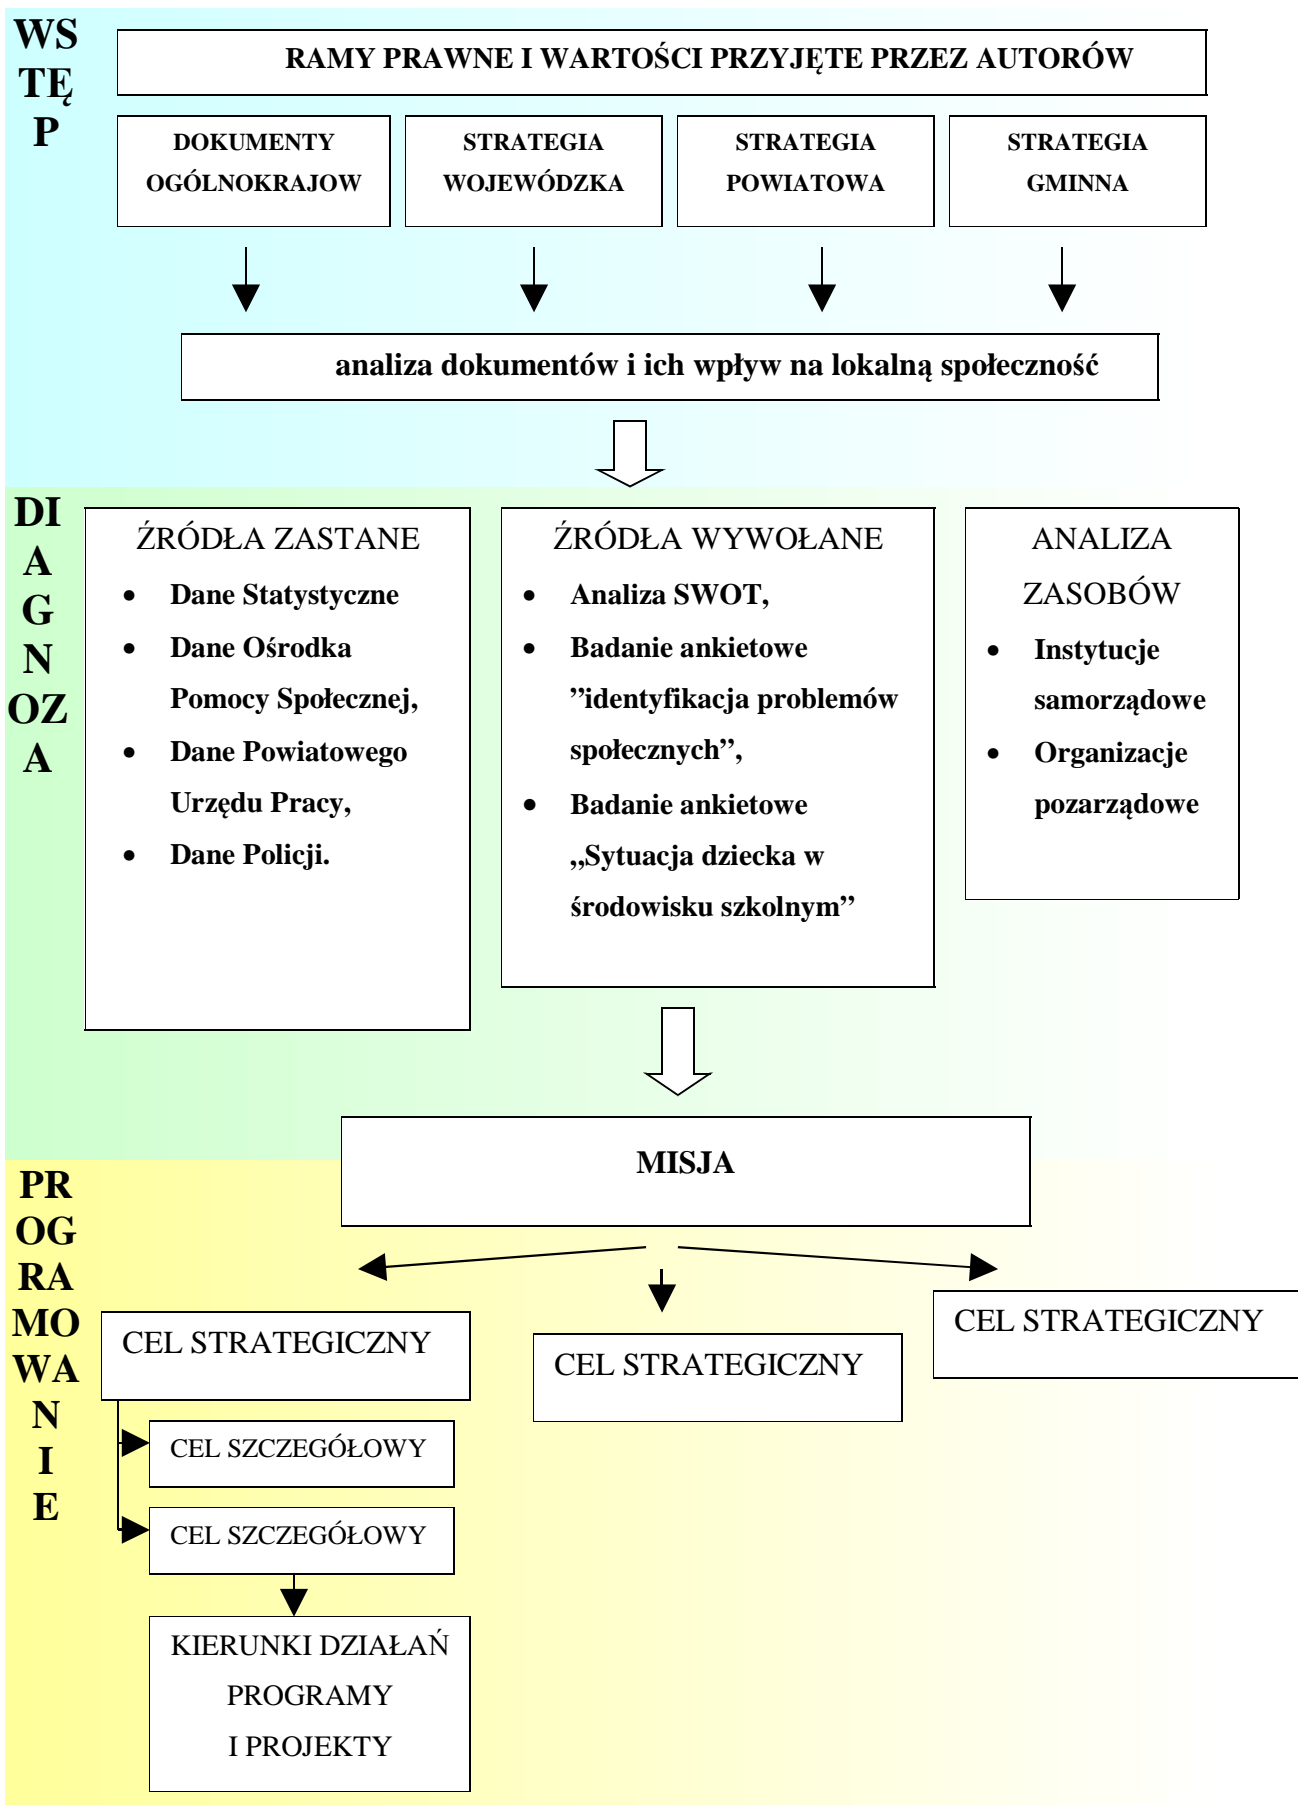 WS
TĘ
P
RAMY PRAWNE I WARTOŚCI PRZYJĘTE PRZEZ AUTORÓW
DOKUMENTY
OGÓLNOKRAJOW
STRATEGIA
WOJEWÓDZKA
STRATEGIA
POWIATOWA
STRATEGIA
GMINNA
analiza dokumentów i ich wpływ na lokalną społeczność
DI
A
G
N
OZ
A
ŹRÓDŁA ZASTANE
• Dane Statystyczne
• Dane Ośrodka
Pomocy Społecznej,
• Dane Powiatowego
Urzędu Pracy,
• Dane Policji.
ŹRÓDŁA WYWOŁANE
• Analiza SWOT,
• Badanie ankietowe
”identyfikacja problemów
społecznych”,
• Badanie ankietowe
„Sytuacja dziecka w
środowisku szkolnym”
ANALIZA
ZASOBÓW
• Instytucje
samorządowe
• Organizacje
pozarządowe
MISJA
PR
OG
RA
MO
WA
N
I
E
CEL STRATEGICZNY
CEL STRATEGICZNY
CEL STRATEGICZNY
CEL SZCZEGÓŁOWY
CEL SZCZEGÓŁOWY
KIERUNKI DZIAŁAŃ
PROGRAMY
I PROJEKTY